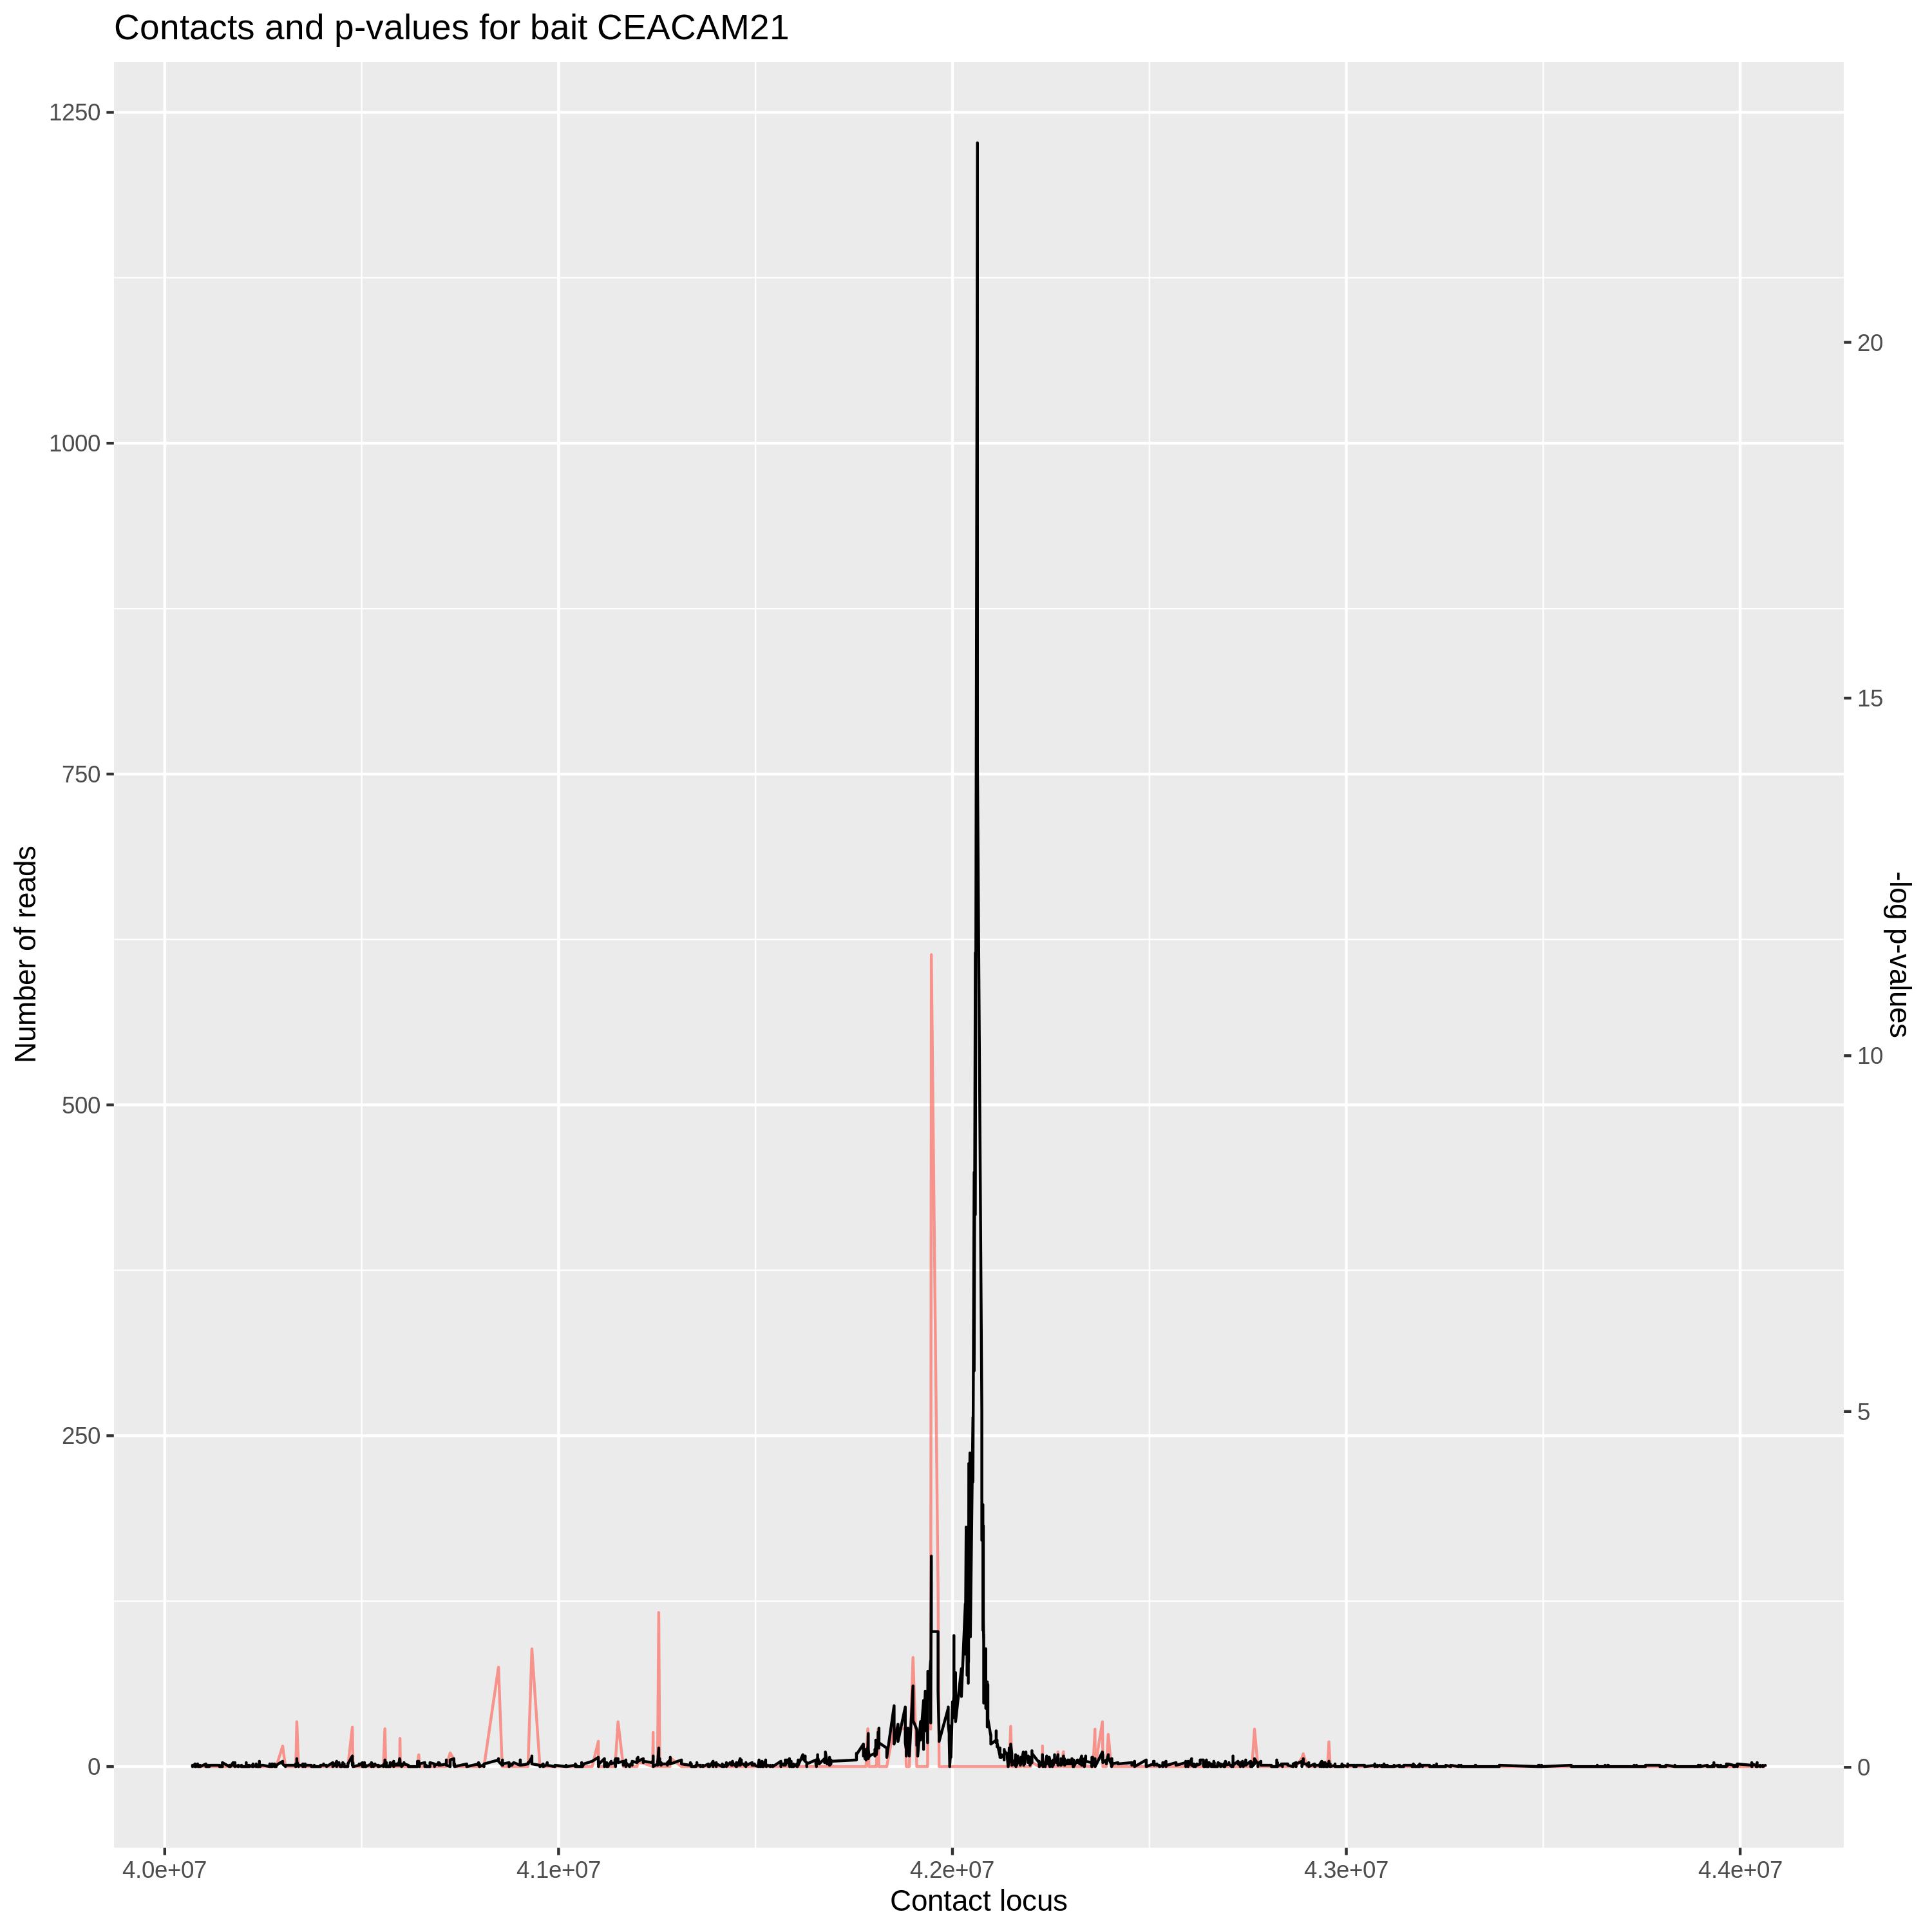 Contacts and p-values for bait CEACAM21
1250
1000
750
500
250
0
Number of reads
20
15
10
5
0
-log p-values
4.0e+07
4.1e+07
4.2e+07
4.3e+07
4.4e+07
Contact locus